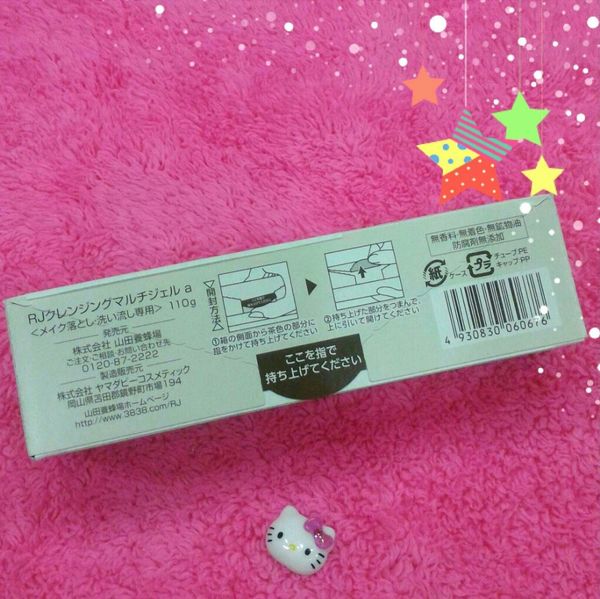 RJクレンジングマルチジェル a
<メイク落とし・洗い流し専用> 110g
発売元
株式会社 山田養蜂場
ご注文・ご相談・お問い合わせ先
0120-87-2222
製造販売元
株式会社 ヤマダビーコスメティック
岡山県苫田郡鏡野町市場194
山田養蜂場ホームページ
http://www.3838.com/RJ
開封方法
①箱の側面から茶色の部分に
指をかけて持ち上げてください
②持ち上げた部分をつまんで、
上に引いて開けてください
ここを指で
持ち上げてください
無香料・無着色・無鉱物油
防腐剤無添加
紙
ケース
プラ
チューブ:PE
キャップ:PP
4 930830 060676